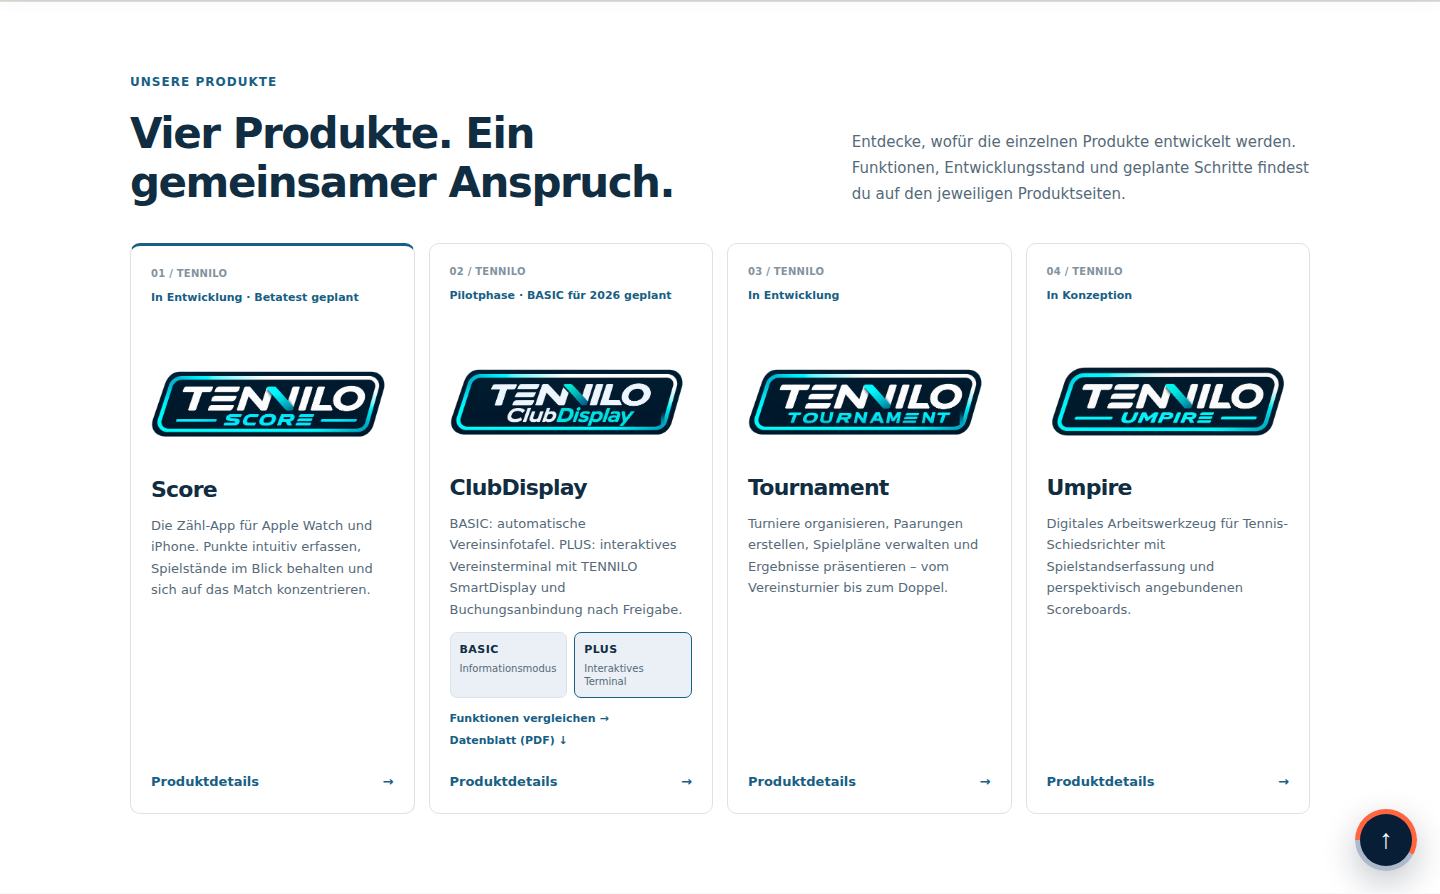 UNSERE PRODUKTE
Vier Produkte. Ein
gemeinsamer Anspruch.
Entdecke, wofür die einzelnen Produkte entwickelt werden.
Funktionen, Entwicklungsstand und geplante Schritte findest
du auf den jeweiligen Produktseiten.
01 / TENNILO
In Entwicklung · Betatest geplant
TENNILO
SCORE
Score
Die Zähl-App für Apple Watch und
iPhone. Punkte intuitiv erfassen,
Spielstände im Blick behalten und
sich auf das Match konzentrieren.
Produktdetails →
02 / TENNILO
Pilotphase · BASIC für 2026 geplant
TENNILO
ClubDisplay
ClubDisplay
BASIC: automatische
Vereinsinfotafel. PLUS: interaktives
Vereinsterminal mit TENNILO
SmartDisplay und
Buchungsanbindung nach Freigabe.
BASIC
Informationsmodus
PLUS
Interaktives
Terminal
Funktionen vergleichen →
Datenblatt (PDF) ↓
Produktdetails →
03 / TENNILO
In Entwicklung
TENNILO
TOURNAMENT
Tournament
Turniere organisieren, Paarungen
erstellen, Spielpläne verwalten und
Ergebnisse präsentieren – vom
Vereinsturnier bis zum Doppel.
Produktdetails →
04 / TENNILO
In Konzeption
TENNILO
UMPIRE
Umpire
Digitales Arbeitswerkzeug für Tennis-
Schiedsrichter mit
Spielstandserfassung und
perspektivisch angebundenen
Scoreboards.
Produktdetails →
↑